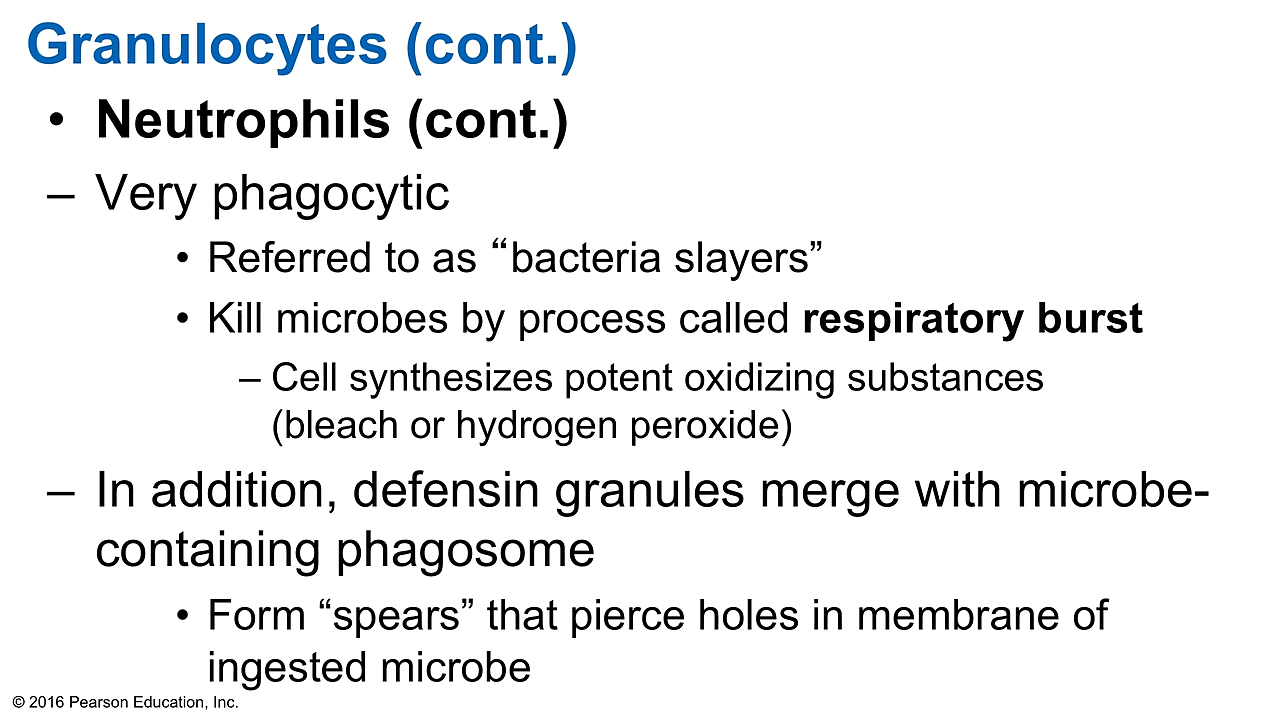 Granulocytes (cont.)
• Neutrophils (cont.)
– Very phagocytic
• Referred to as “bacteria slayers”
• Kill microbes by process called respiratory burst
– Cell synthesizes potent oxidizing substances
(bleach or hydrogen peroxide)
– In addition, defensin granules merge with microbe-
containing phagosome
• Form “spears” that pierce holes in membrane of
ingested microbe
© 2016 Pearson Education, Inc.